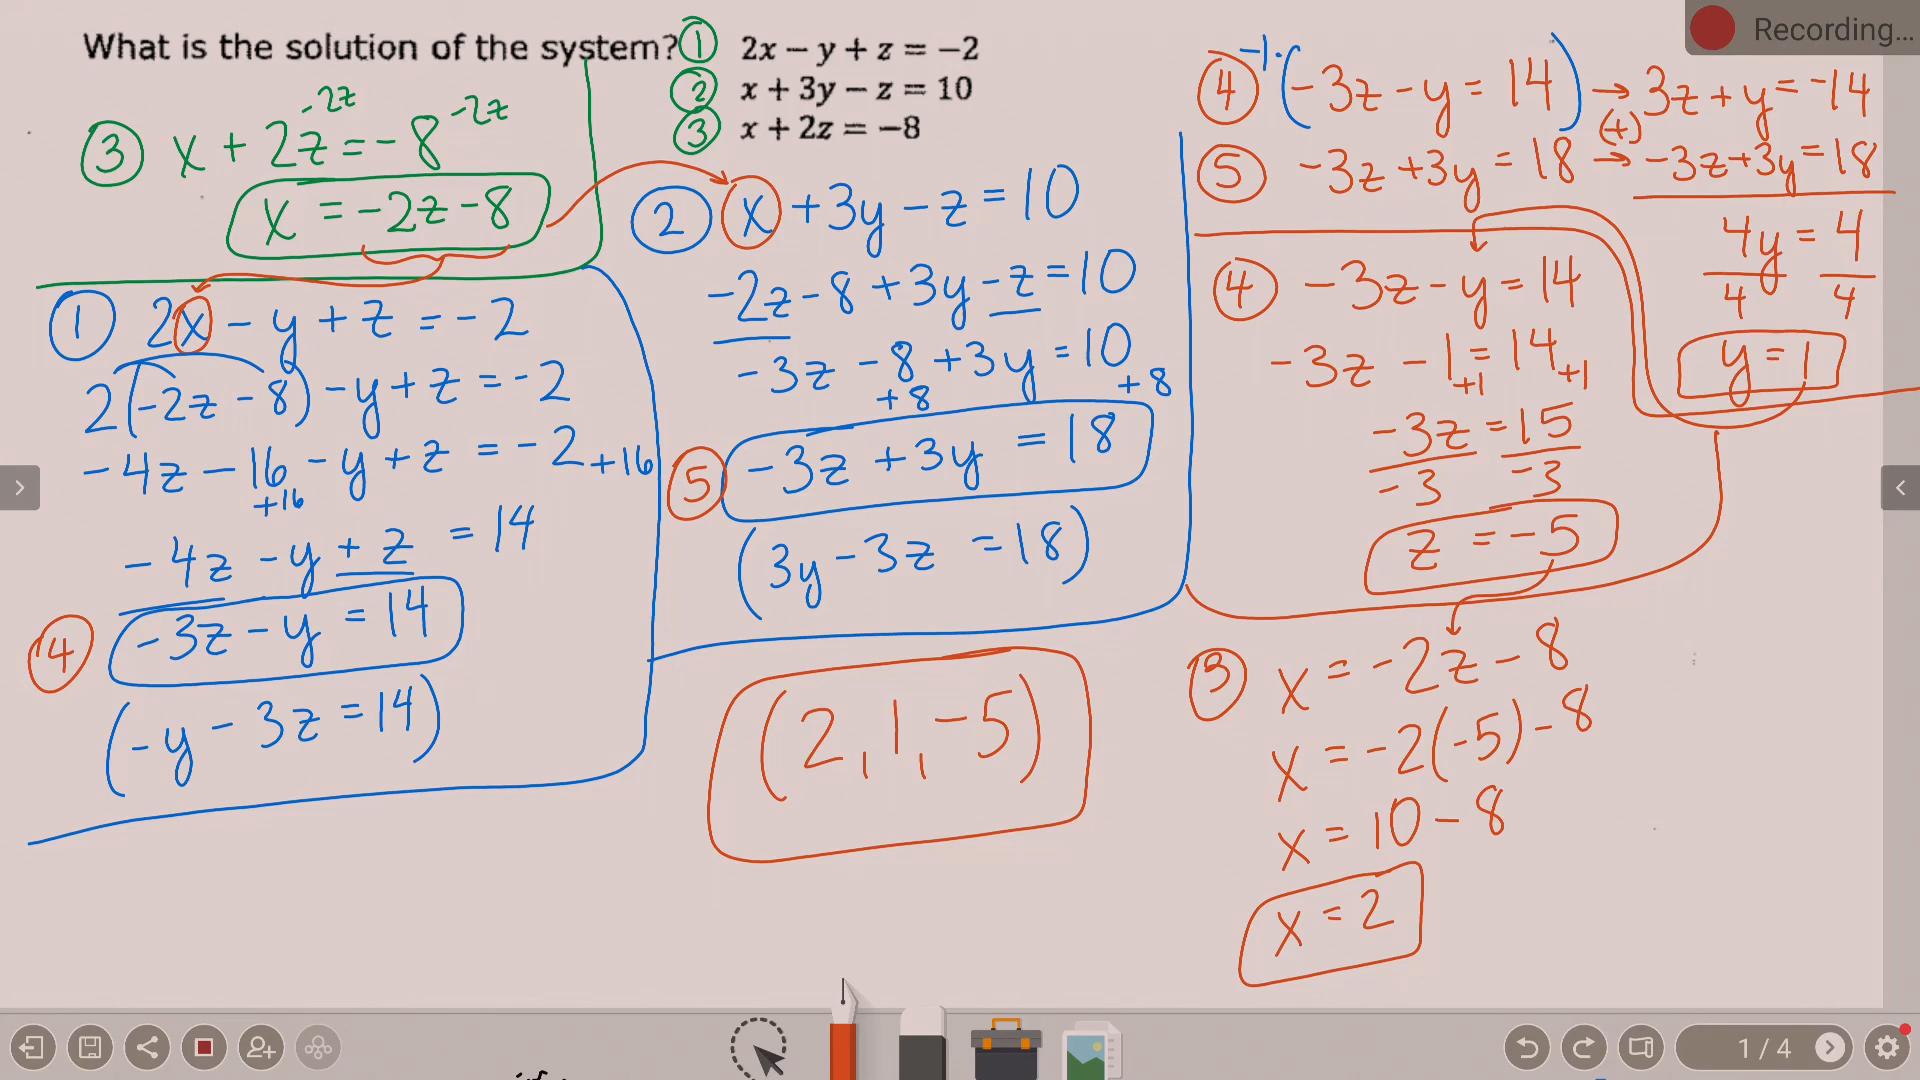 What is the solution of the system?
① 2x − y + z = −2
② x + 3y − z = 10
③ x + 2z = −8
③ x + 2z = -8
-2z -2z
x = -2z - 8
① 2x - y + z = -2
2(-2z - 8) - y + z = -2
-4z - 16 - y + z = -2 +16
+16
-4z - y + z = 14
④ -3z - y = 14
(-y - 3z = 14)
② x + 3y - z = 10
-2z - 8 + 3y - z = 10
-3z - 8 + 3y = 10
+8 +8
⑤ -3z + 3y = 18
(3y - 3z = 18)
(2, 1, -5)
④ -1·(-3z - y = 14) → 3z + y = -14
(+)
⑤ -3z + 3y = 18 → -3z + 3y = 18
4y = 4
4 4
y = 1
④ -3z - y = 14
-3z - 1 = 14
+1 +1
-3z = 15
-3 -3
z = -5
③ x = -2z - 8
x = -2(-5) - 8
x = 10 - 8
x = 2
Recording...
1 / 4